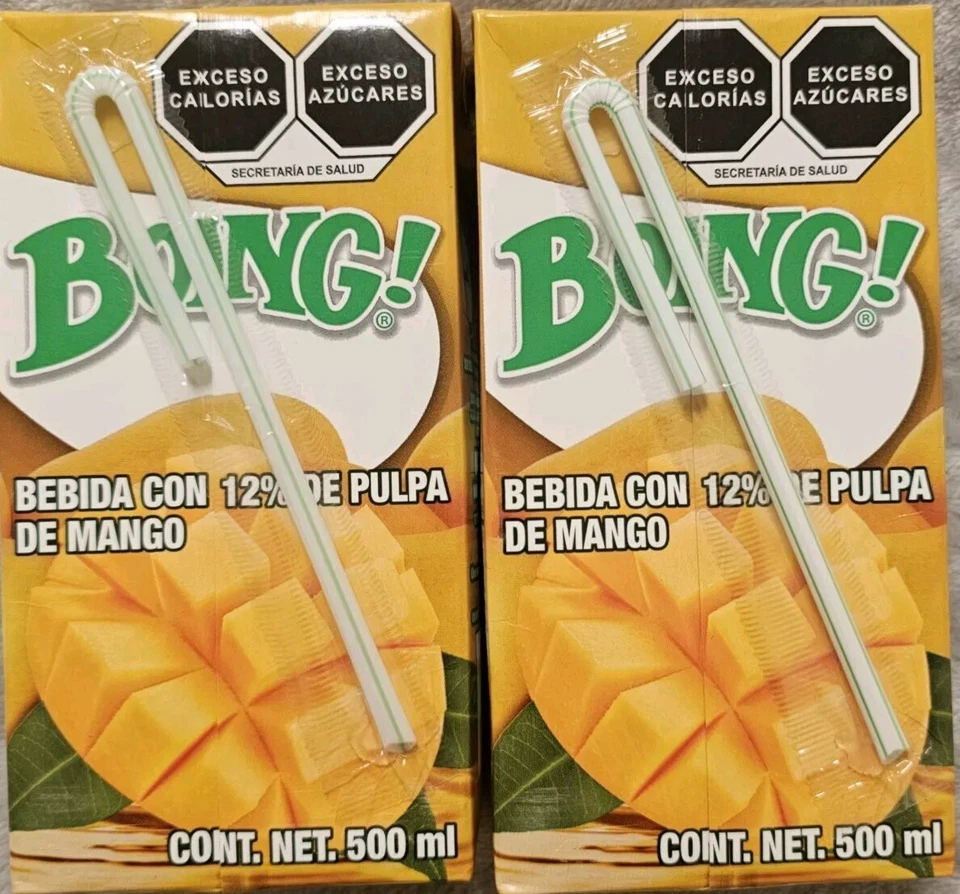 EXCESO
CALORÍAS
EXCESO
AZÚCARES
SECRETARÍA DE SALUD
BOING!
®
BEBIDA CON 12% DE PULPA
DE MANGO
CONT. NET. 500 ml
EXCESO
CALORÍAS
EXCESO
AZÚCARES
SECRETARÍA DE SALUD
BOING!
®
BEBIDA CON 12% DE PULPA
DE MANGO
CONT. NET. 500 ml